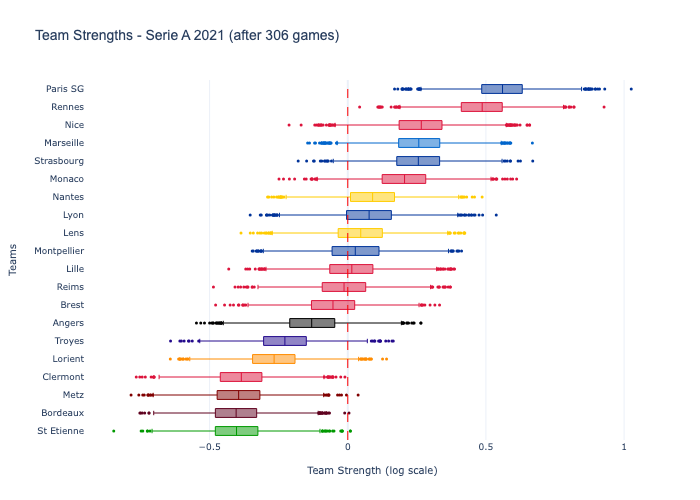 Team Strengths - Serie A 2021 (after 306 games)
Paris SG
Rennes
Nice
Marseille
Strasbourg
Monaco
Nantes
Lyon
Lens
Montpellier
Lille
Reims
Brest
Angers
Troyes
Lorient
Clermont
Metz
Bordeaux
St Etienne
Teams
−0.5 0 0.5 1
Team Strength (log scale)